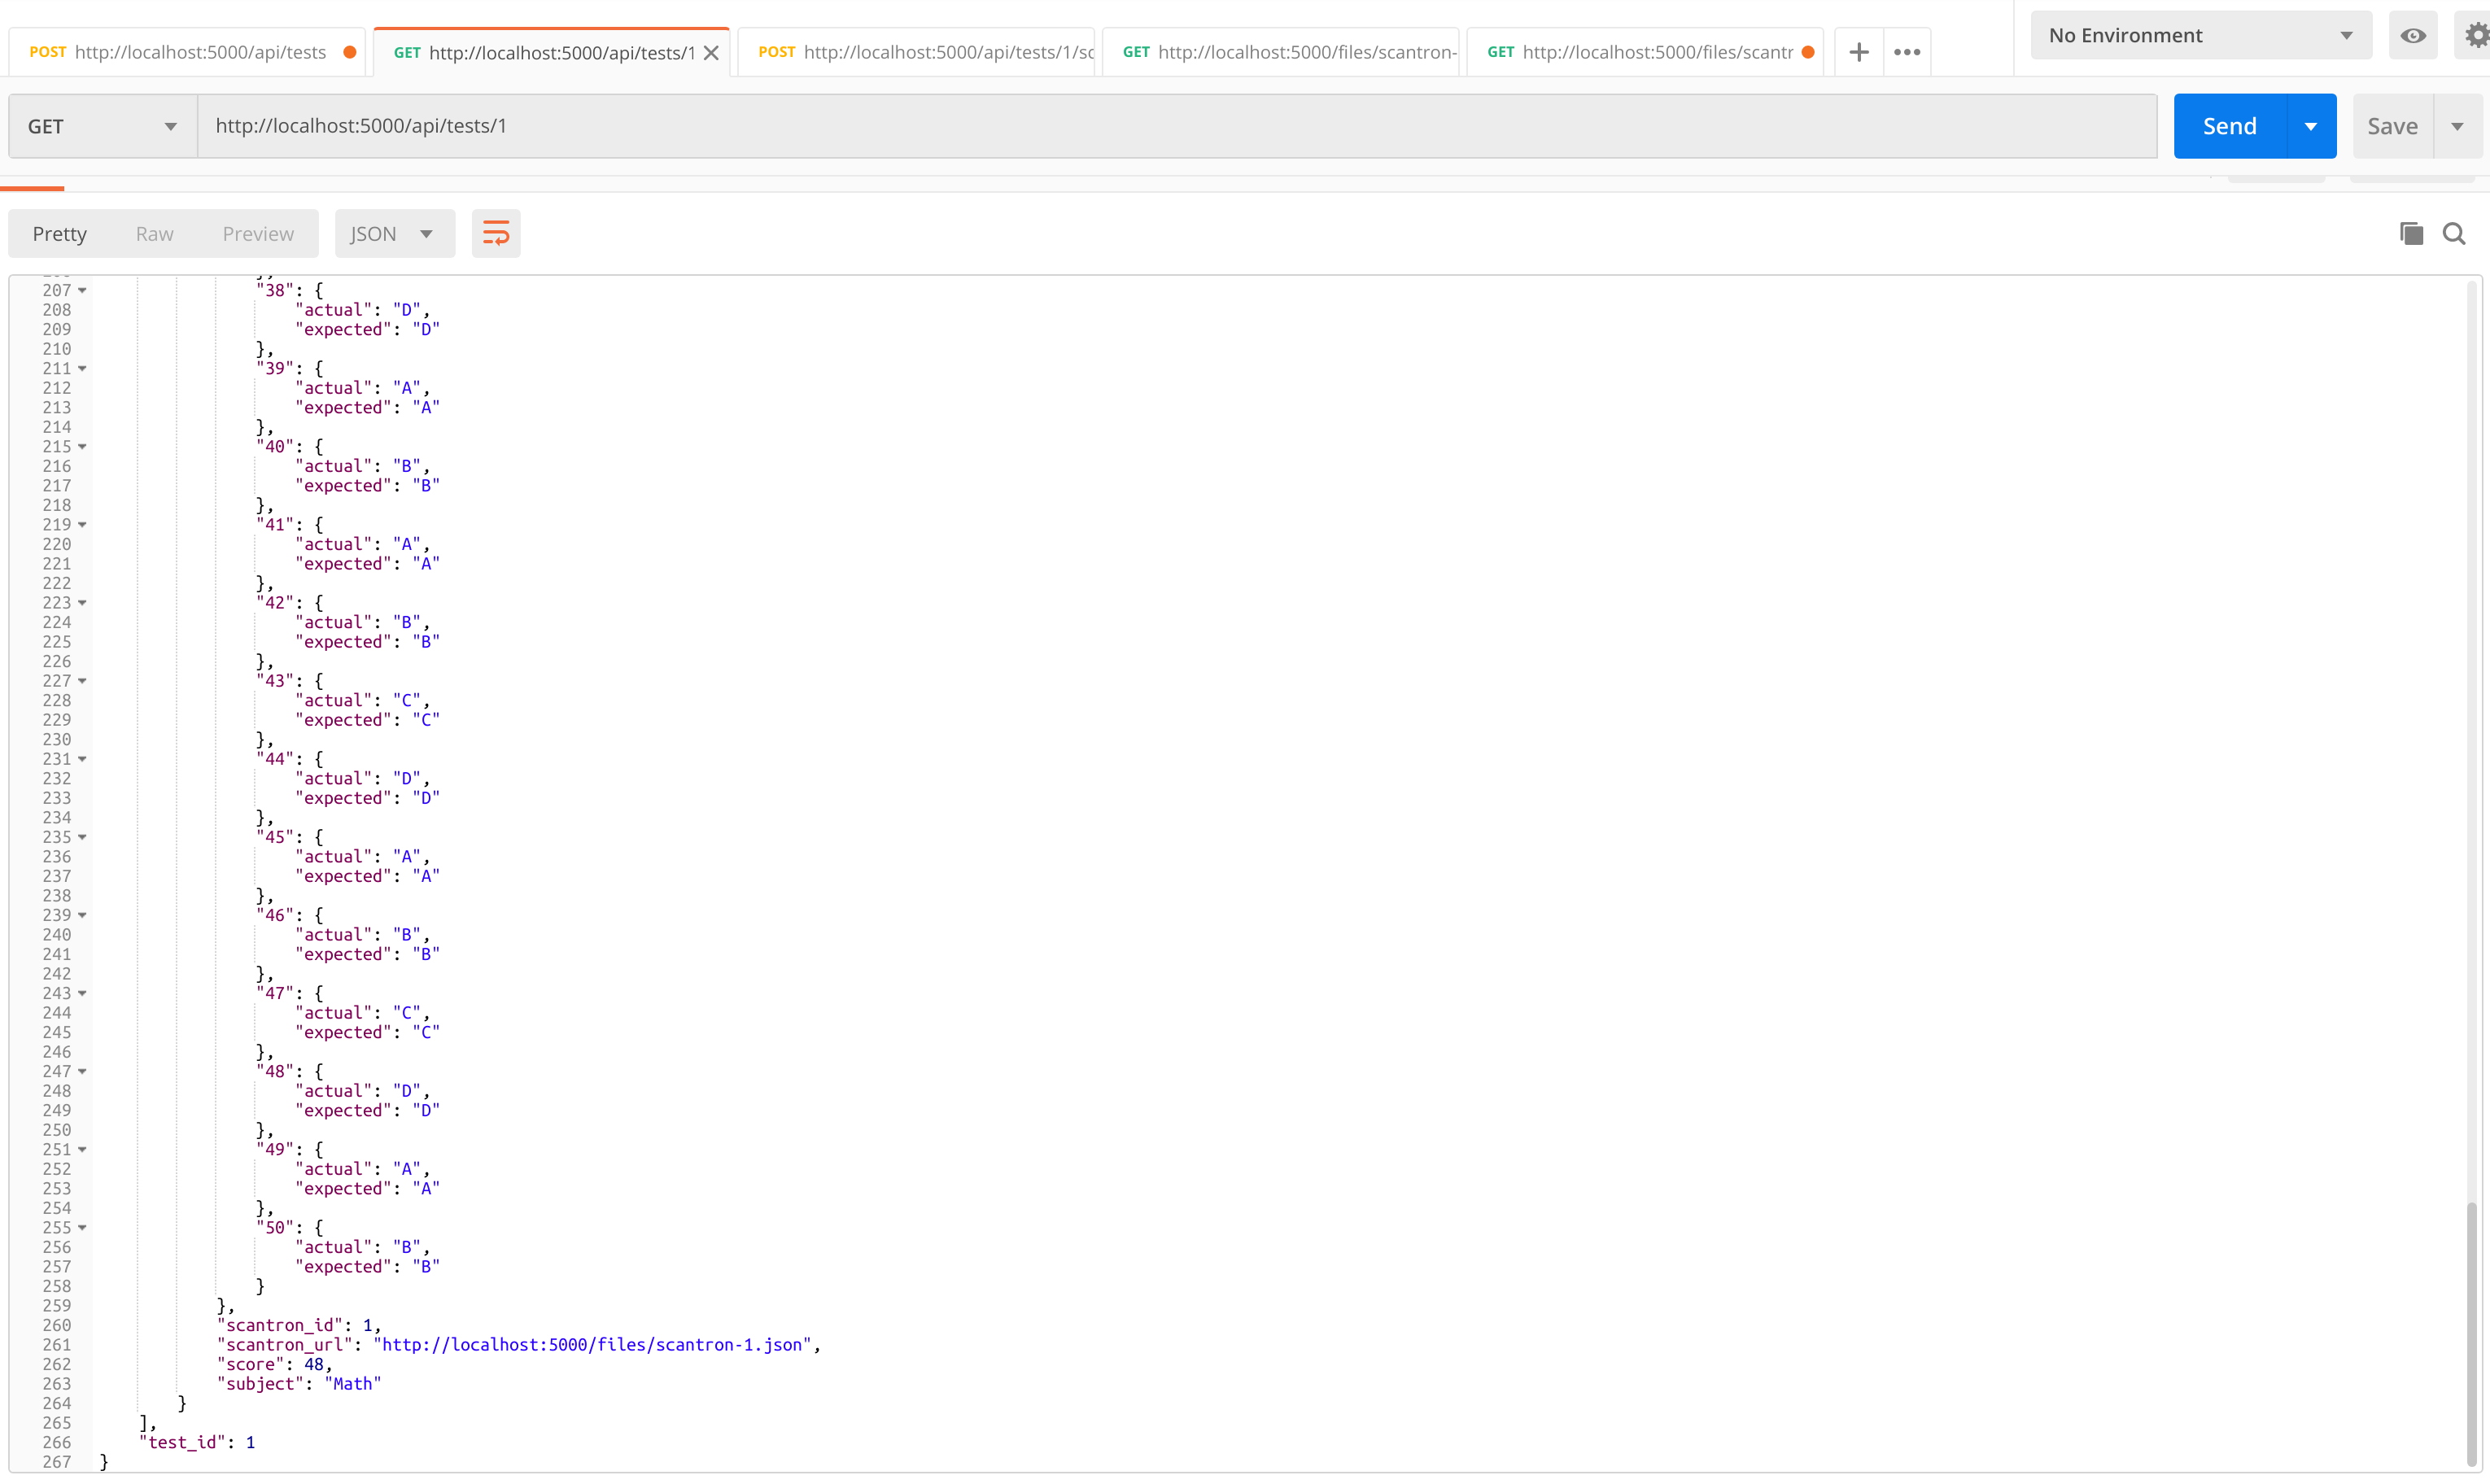 POST http://localhost:5000/api/tests GET http://localhost:5000/api/tests/1 POST http://localhost:5000/api/tests/1/sc GET http://localhost:5000/files/scantron- GET http://localhost:5000/files/scantr No Environment
GET http://localhost:5000/api/tests/1 Send Save
Pretty Raw Preview JSON
207 "38": {
208 "actual": "D",
209 "expected": "D"
210 },
211 "39": {
212 "actual": "A",
213 "expected": "A"
214 },
215 "40": {
216 "actual": "B",
217 "expected": "B"
218 },
219 "41": {
220 "actual": "A",
221 "expected": "A"
222 },
223 "42": {
224 "actual": "B",
225 "expected": "B"
226 },
227 "43": {
228 "actual": "C",
229 "expected": "C"
230 },
231 "44": {
232 "actual": "D",
233 "expected": "D"
234 },
235 "45": {
236 "actual": "A",
237 "expected": "A"
238 },
239 "46": {
240 "actual": "B",
241 "expected": "B"
242 },
243 "47": {
244 "actual": "C",
245 "expected": "C"
246 },
247 "48": {
248 "actual": "D",
249 "expected": "D"
250 },
251 "49": {
252 "actual": "A",
253 "expected": "A"
254 },
255 "50": {
256 "actual": "B",
257 "expected": "B"
258 }
259 },
260 "scantron_id": 1,
261 "scantron_url": "http://localhost:5000/files/scantron-1.json",
262 "score": 48,
263 "subject": "Math"
264 }
265 ],
266 "test_id": 1
267 }